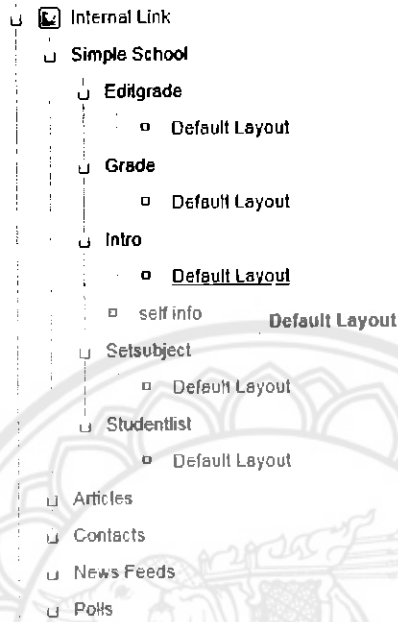 Internal Link
Simple School
Editgrade
Default Layout
Grade
Default Layout
Intro
Default Layout
self info
Default Layout
Setsubject
Default Layout
Studentlist
Default Layout
Articles
Contacts
News Feeds
Polls